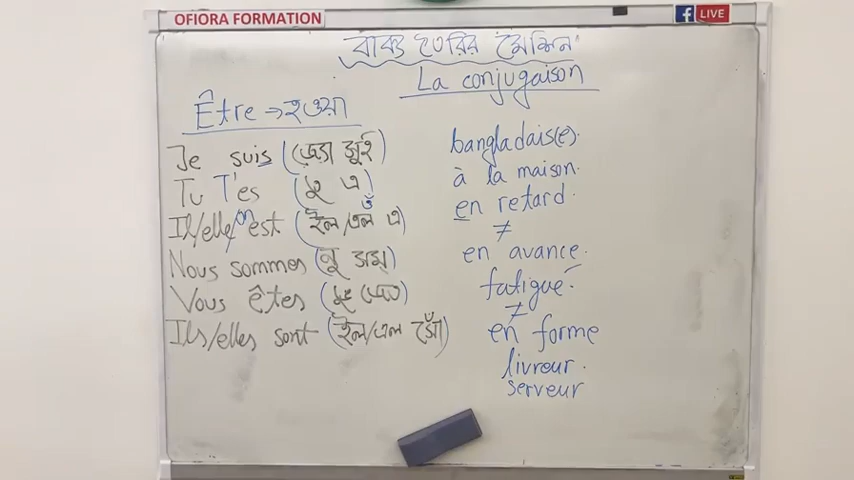 OFIORA FORMATION
f LIVE
বাক্য তৈরির মেশিন
La conjugaison
Être → হওয়া
Je suis (জো সুই)
Tu T'es (তু এ)
Il/elle/on est (ইল/এল/ওঁ এ)
Nous sommes (নু সম)
Vous êtes (ভু জেত)
Ils/elles sont (ইল/এল সোঁ)
bangladais(e).
à la maison.
en retard.
≠
en avance.
fatigué.
≠
en forme
livreur.
serveur